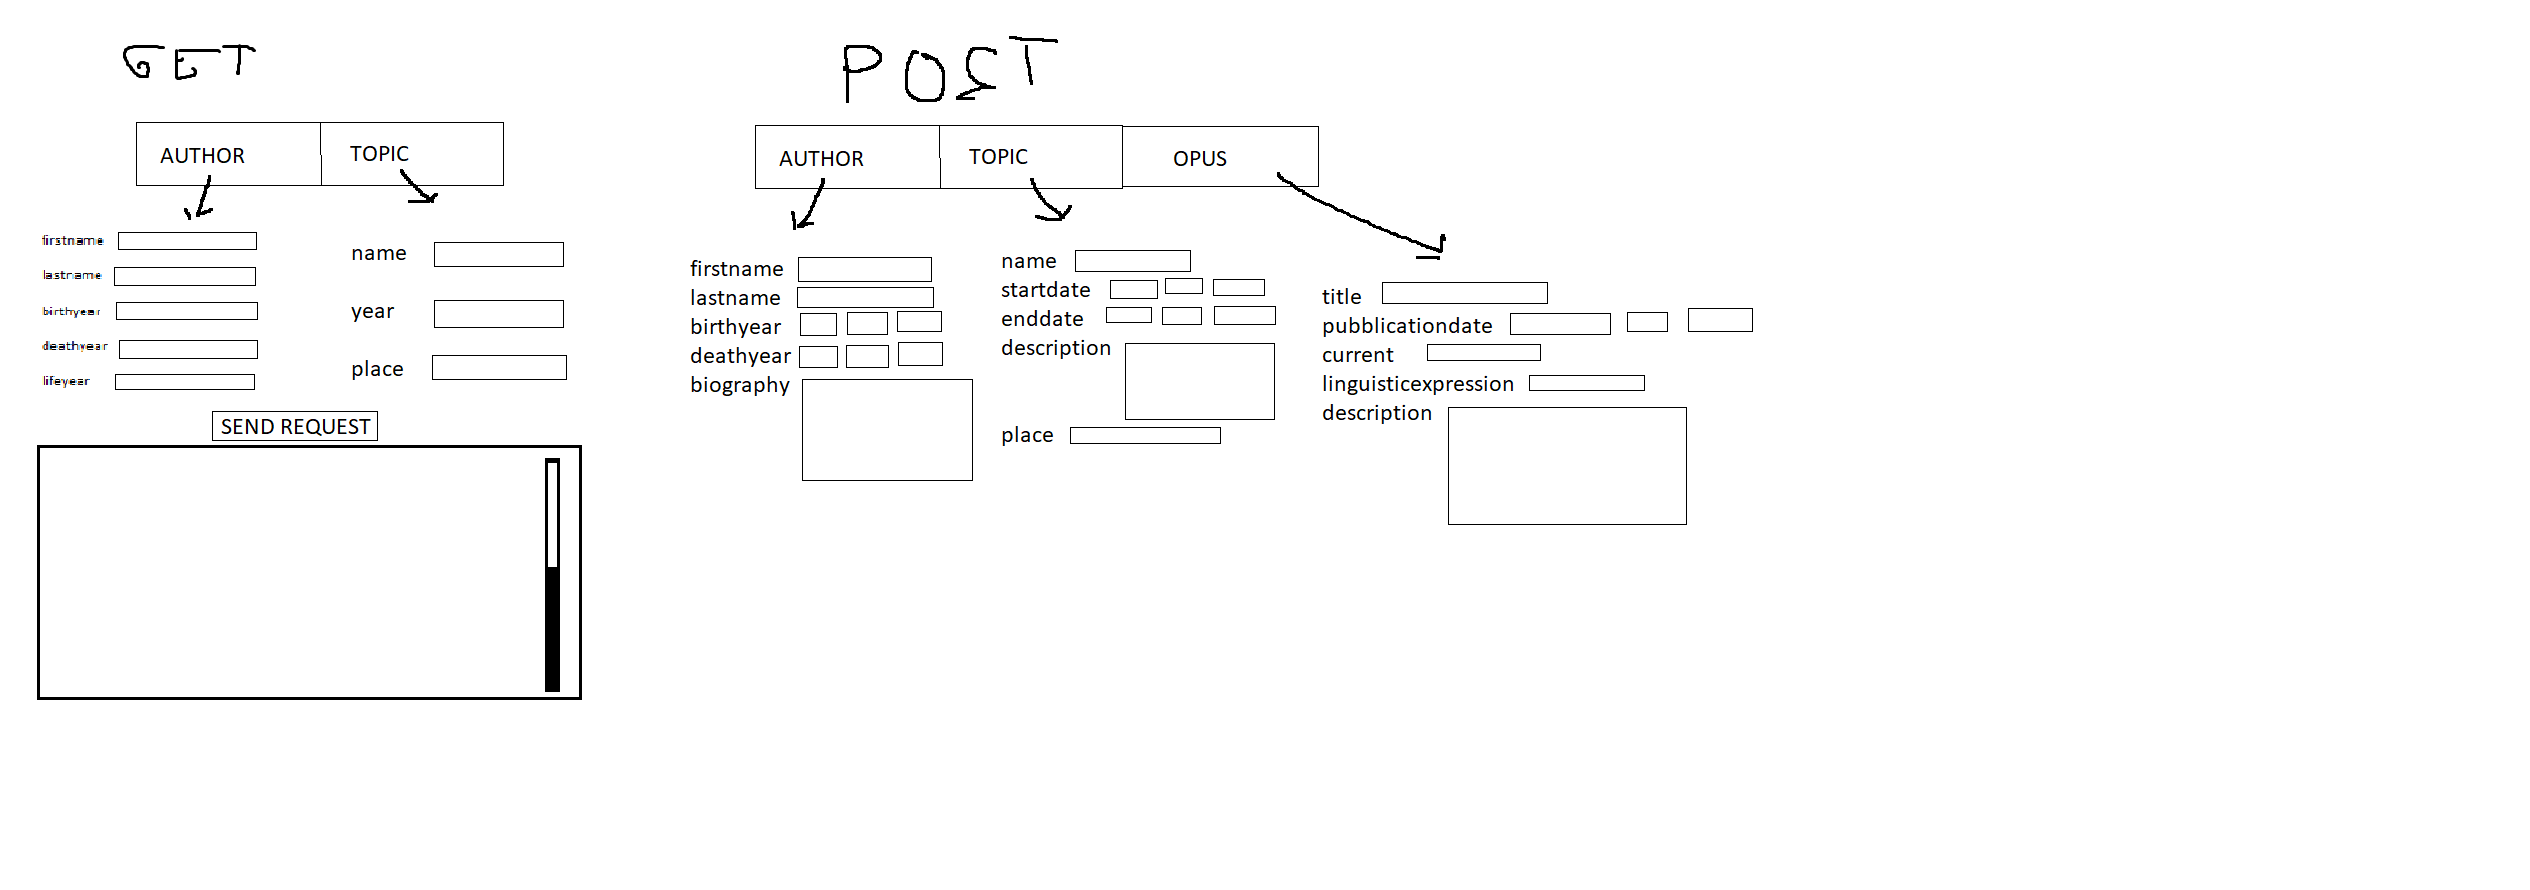 GET
AUTHOR TOPIC
firstname
lastname
birthyear
deathyear
lifeyear
name
year
place
SEND REQUEST
POST
AUTHOR TOPIC OPUS
firstname
lastname
birthyear
deathyear
biography
name
startdate
enddate
description
place
title
pubblicationdate
current
linguisticexpression
description